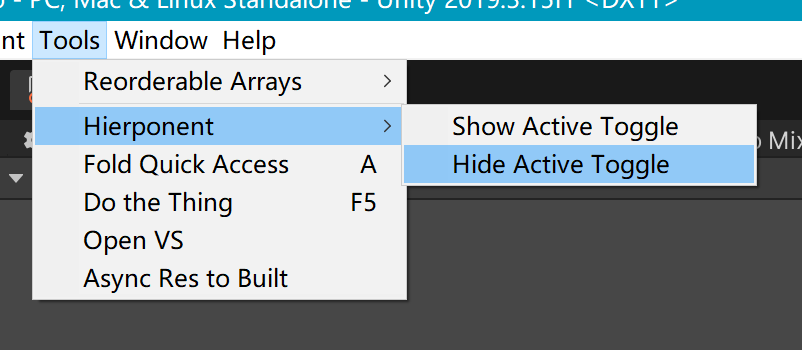 - PC, Mac & Linux Standalone - Unity 2019.3.15f1 <DX11>
nt Tools Window Help
Reorderable Arrays
Hierponent
Show Active Toggle
Mix
Fold Quick Access A
Hide Active Toggle
Do the Thing F5
Open VS
Async Res to Built